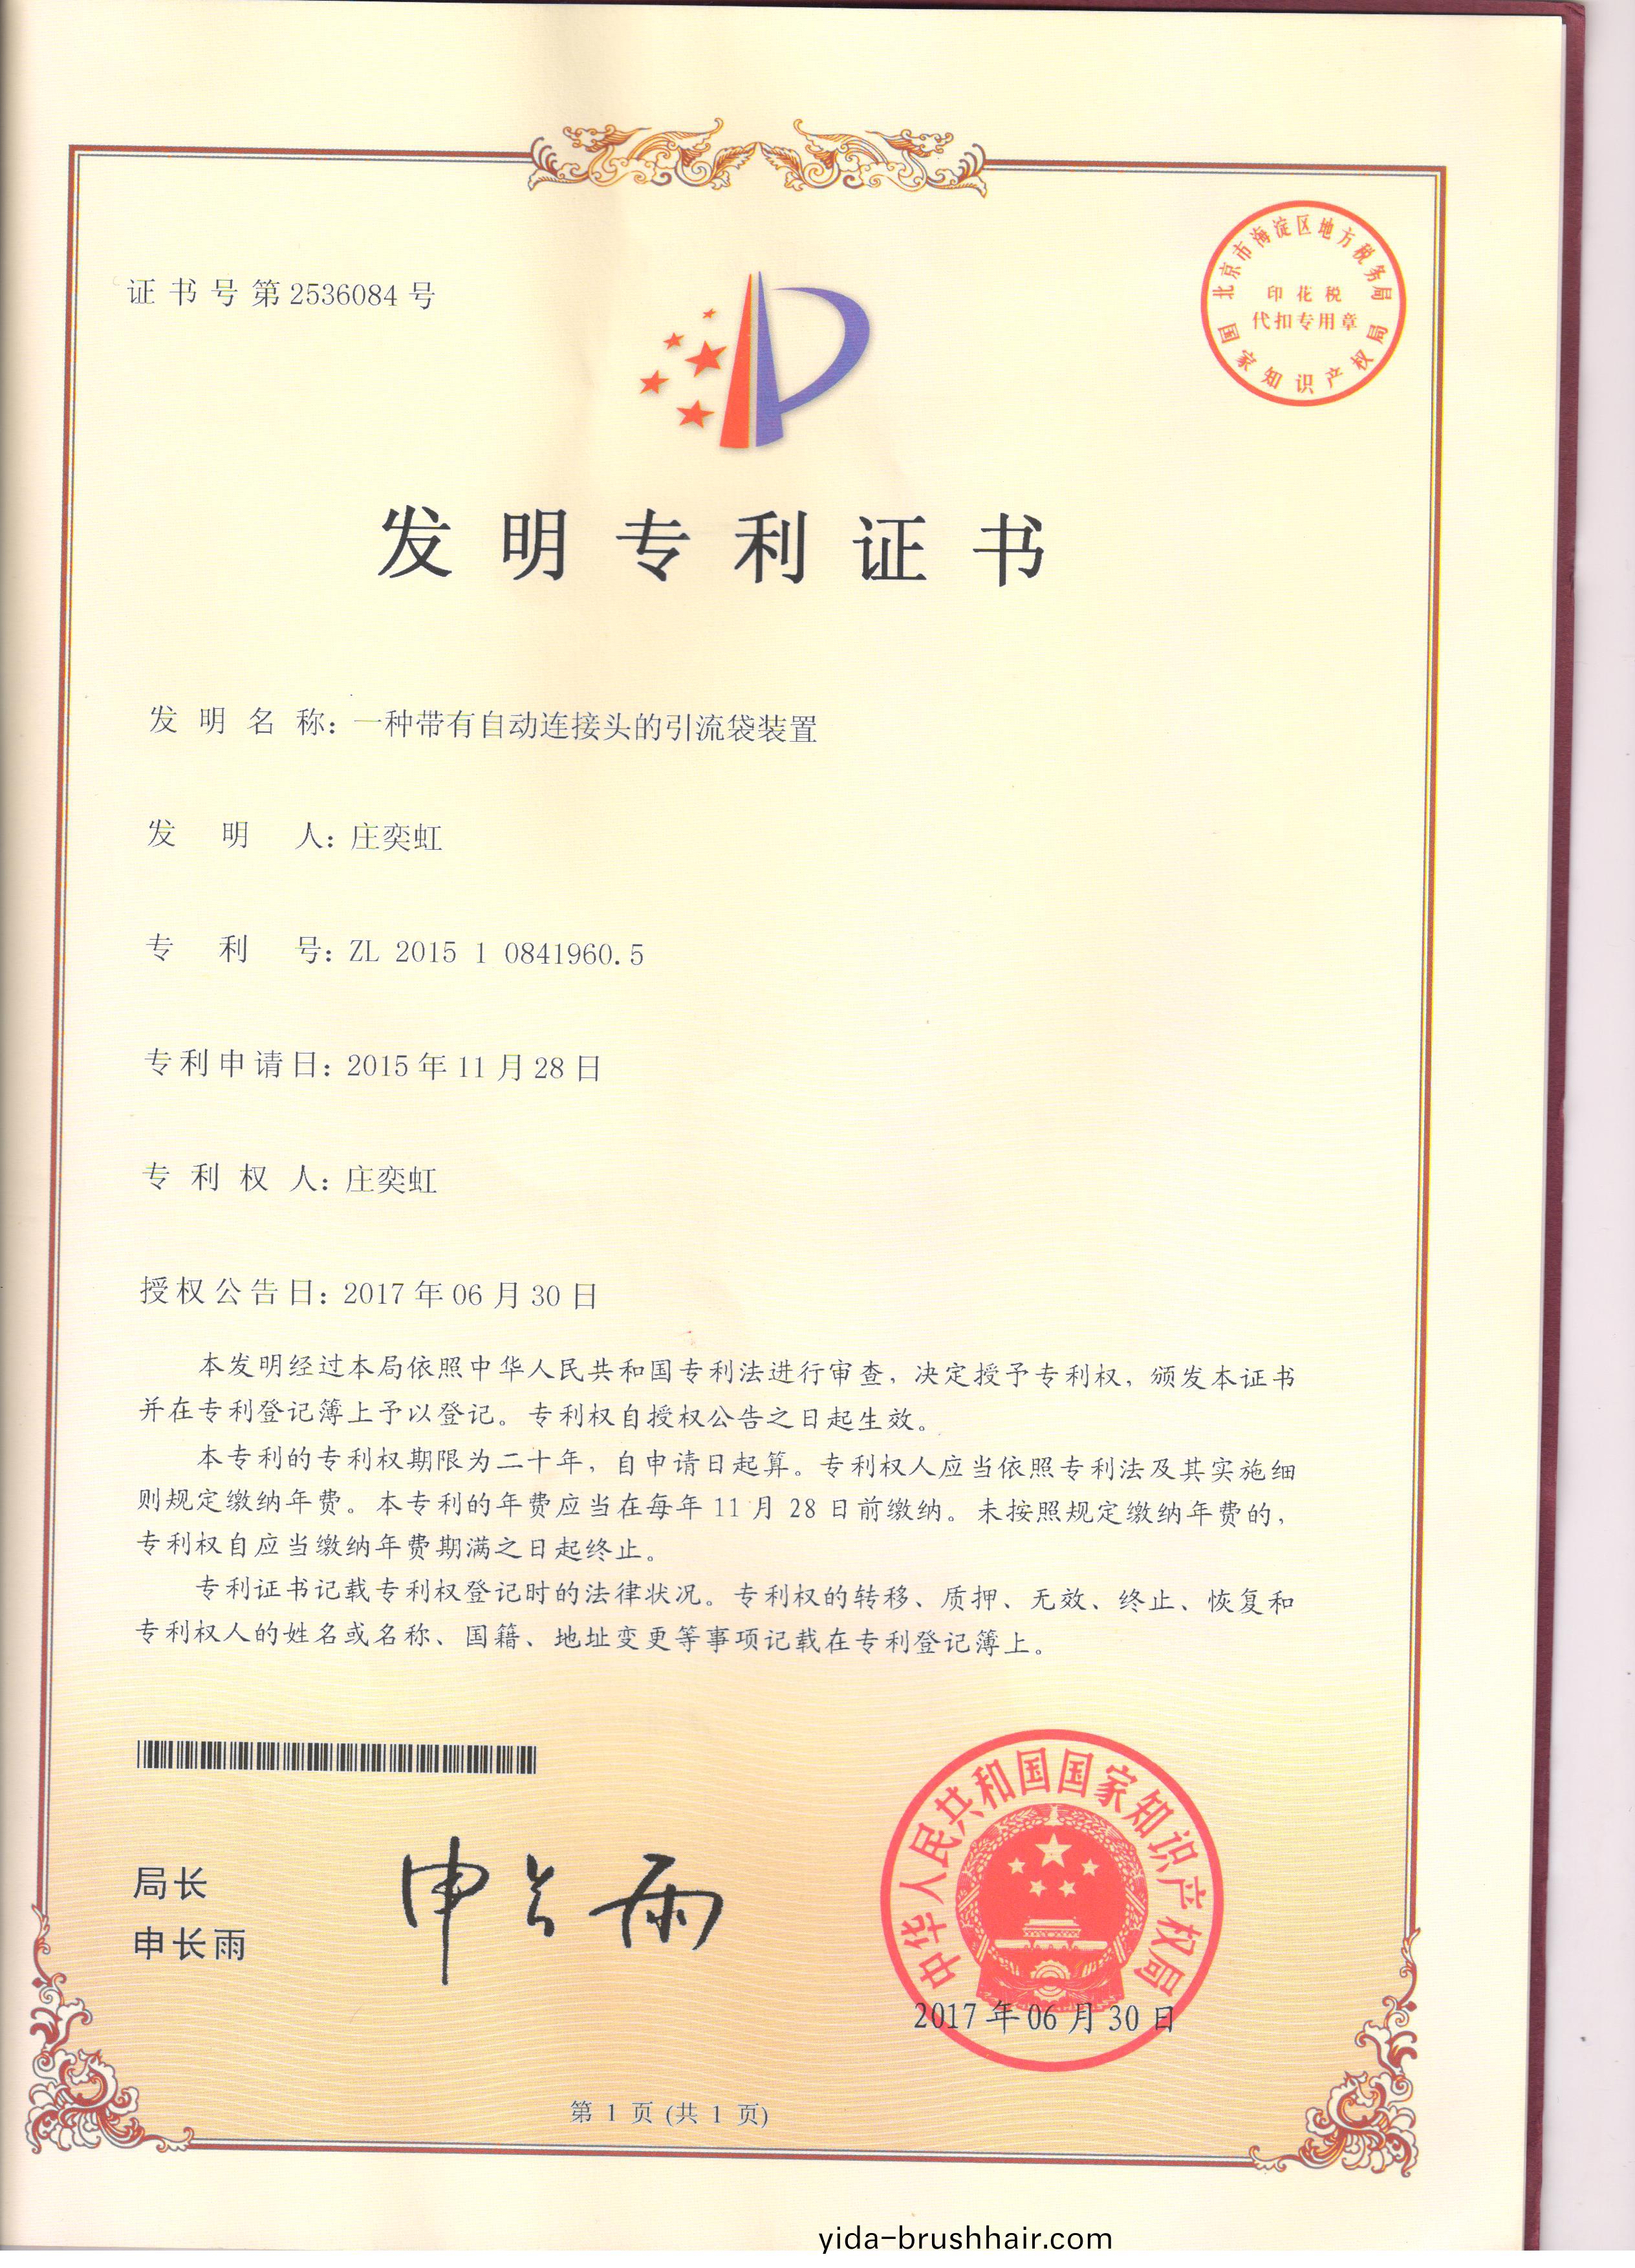 证书号第2536084号
北京市海淀区地方税务局
印花税
代扣专用章
国家知识产权局
发明专利证书
发明名称：一种带有自动连接头的引流袋装置
发明人：庄奕虹
专利号：ZL 2015 1 0841960.5
专利申请日：2015年11月28日
专利权人：庄奕虹
授权公告日：2017年06月30日
本发明经过本局依照中华人民共和国专利法进行审查，决定授予专利权，颁发本证书
并在专利登记簿上予以登记。专利权自授权公告之日起生效。
本专利的专利权期限为二十年，自申请日起算。专利权人应当依照专利法及其实施细
则规定缴纳年费。本专利的年费应当在每年11月28日前缴纳。未按照规定缴纳年费的，
专利权自应当缴纳年费期满之日起终止。
专利证书记载专利权登记时的法律状况。专利权的转移、质押、无效、终止、恢复和
专利权人的姓名或名称、国籍、地址变更等事项记载在专利登记簿上。
局长
申长雨
申长雨
中华人民共和国国家知识产权局
2017年06月30日
第1页(共1页)
yida-brushhair.com